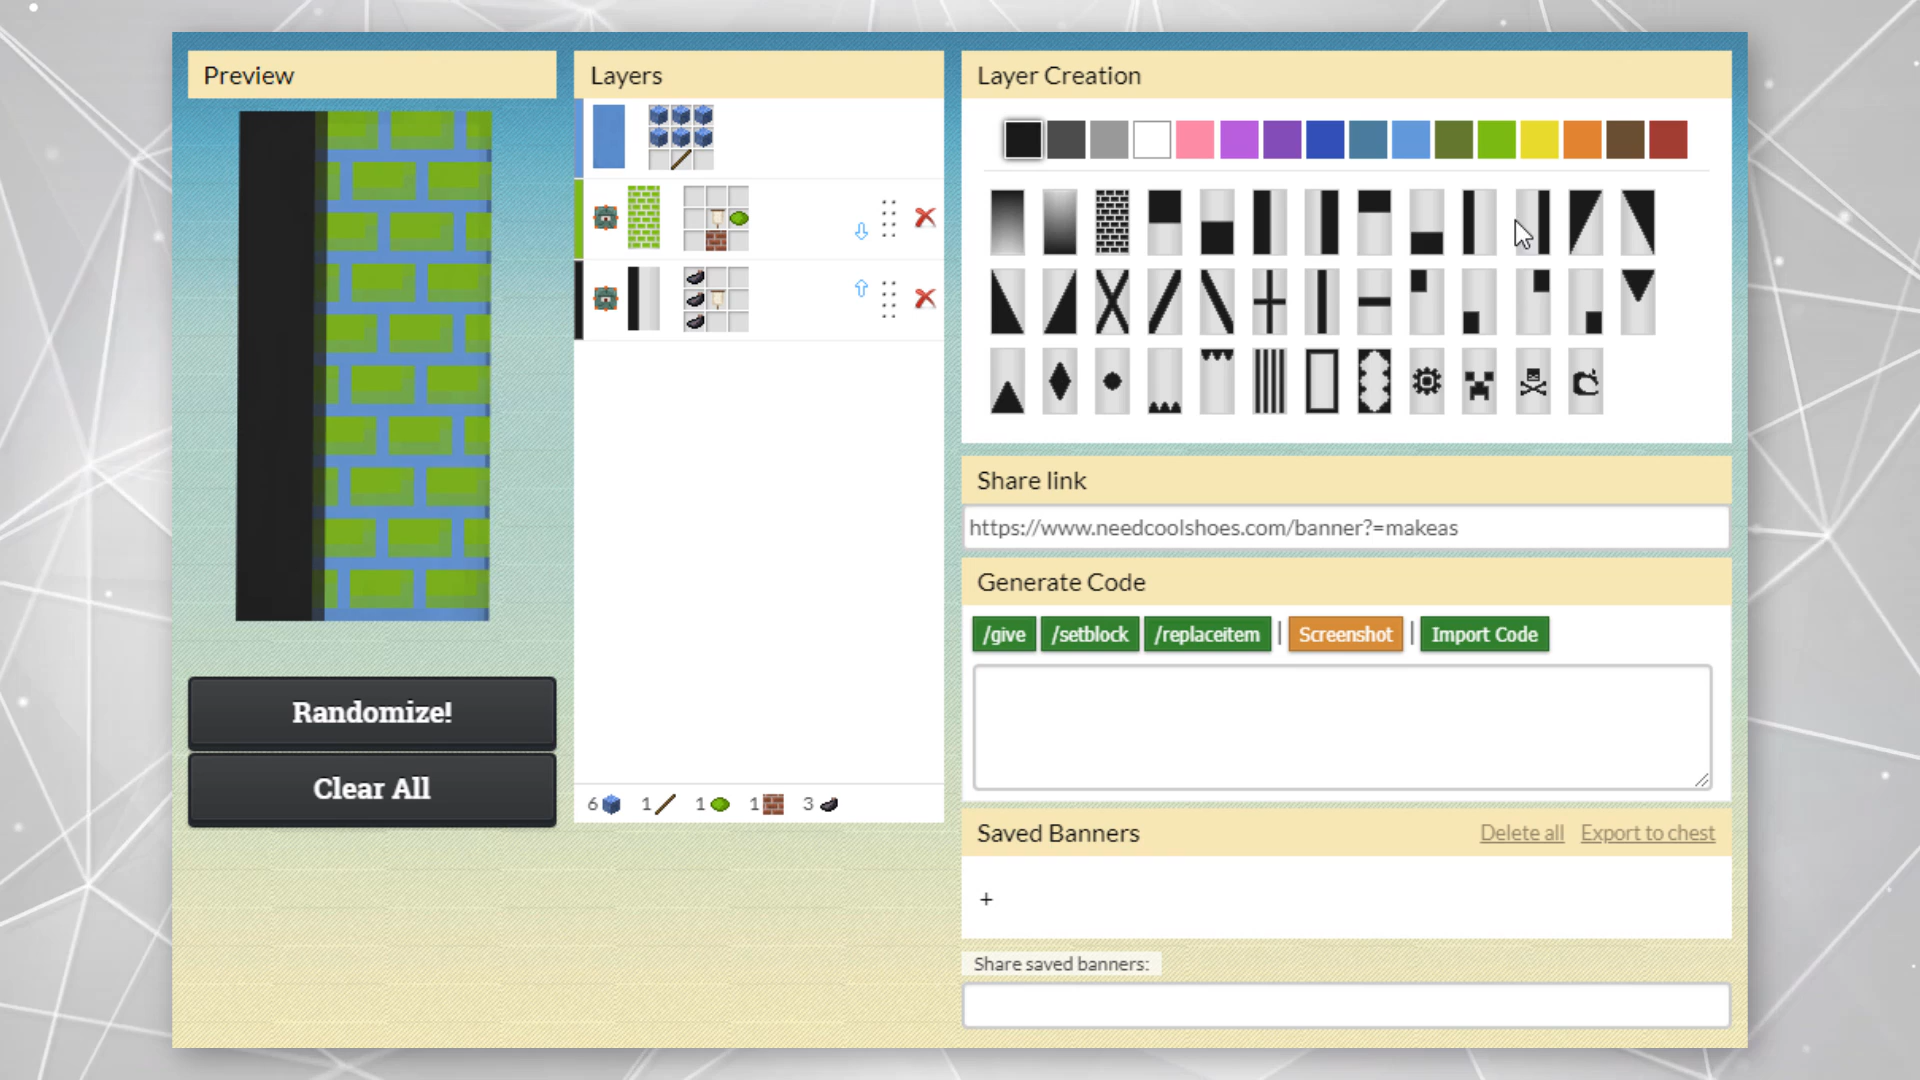 Preview
Layers
Layer Creation
Share link
https://www.needcoolshoes.com/banner?=makeas
Generate Code
/give
/setblock
/replaceitem
|
Screenshot
|
Import Code
Randomize!
Clear All
6
1
1
1
3
Saved Banners
Delete all
Export to chest
+
Share saved banners: